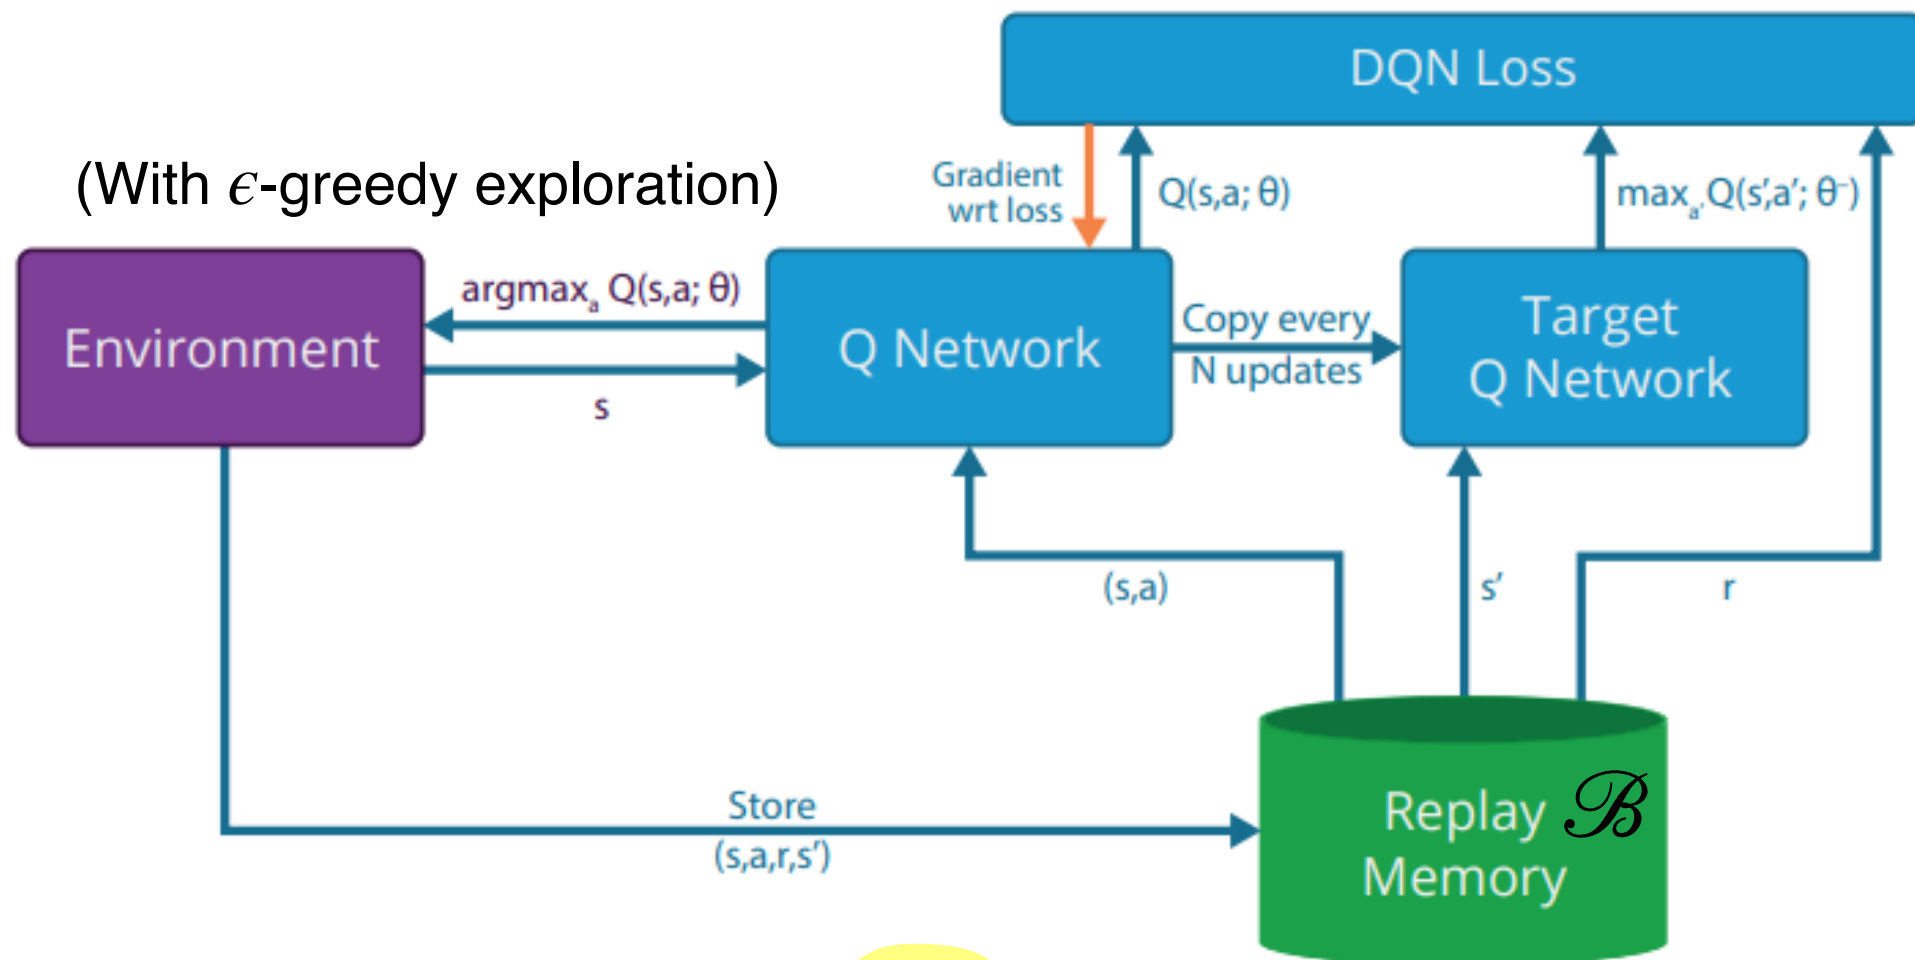 DQN Loss
(With ϵ-greedy exploration)
Gradient
wrt loss
Q(s,a; θ)
maxₐ' Q(s',a'; θ⁻)
Environment
argmaxₐ Q(s,a; θ)
s
Q Network
Copy every
N updates
Target
Q Network
(s,a)
s'
r
Store
(s,a,r,s')
Replay ℬ
Memory